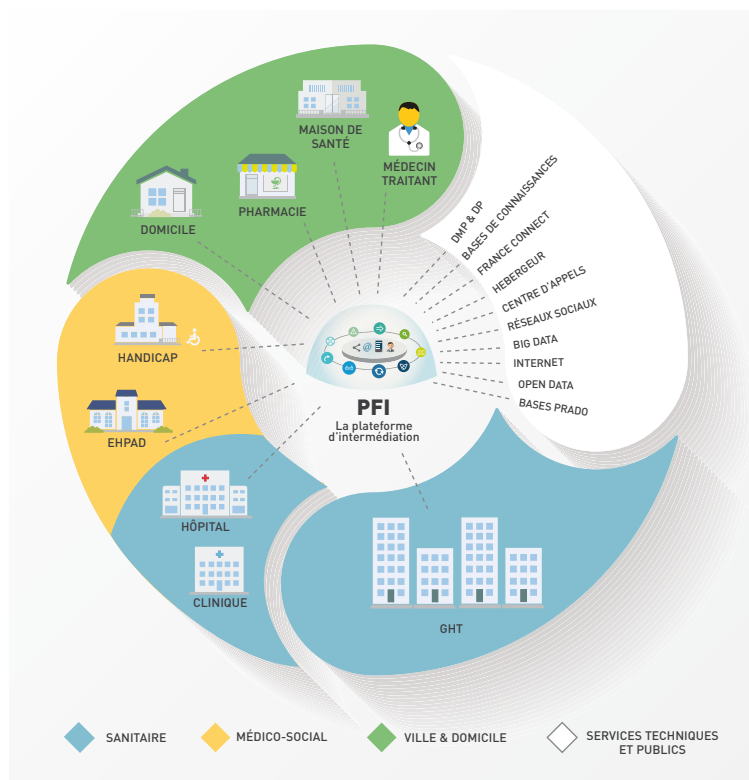 MAISON DE
SANTÉ
MÉDECIN
TRAITANT
PHARMACIE
DOMICILE
DMP & DP
BASES DE CONNAISSANCES
FRANCE CONNECT
HEBERGEUR
CENTRE D'APPELS
RÉSEAUX SOCIAUX
BIG DATA
INTERNET
OPEN DATA
BASES PRADO
HANDICAP
EHPAD
@
PFI
La plateforme
d'intermédiation
HÔPITAL
CLINIQUE
GHT
SANITAIRE
MÉDICO-SOCIAL
VILLE & DOMICILE
SERVICES TECHNIQUES
ET PUBLICS